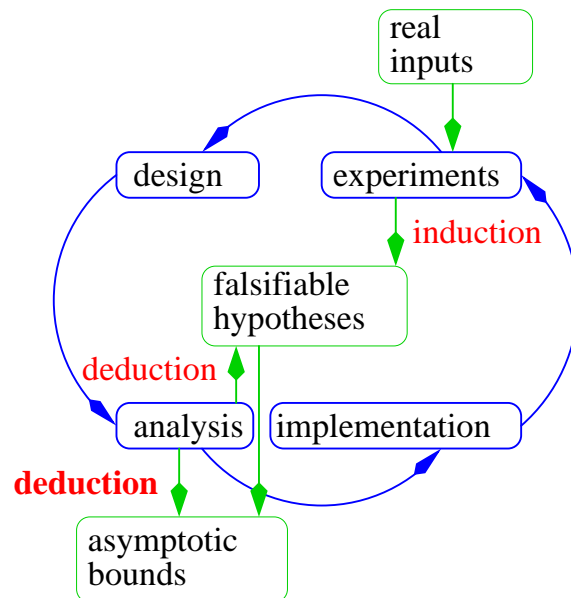 real
inputs
design
experiments
induction
falsifiable
hypotheses
deduction
analysis
implementation
deduction
asymptotic
bounds